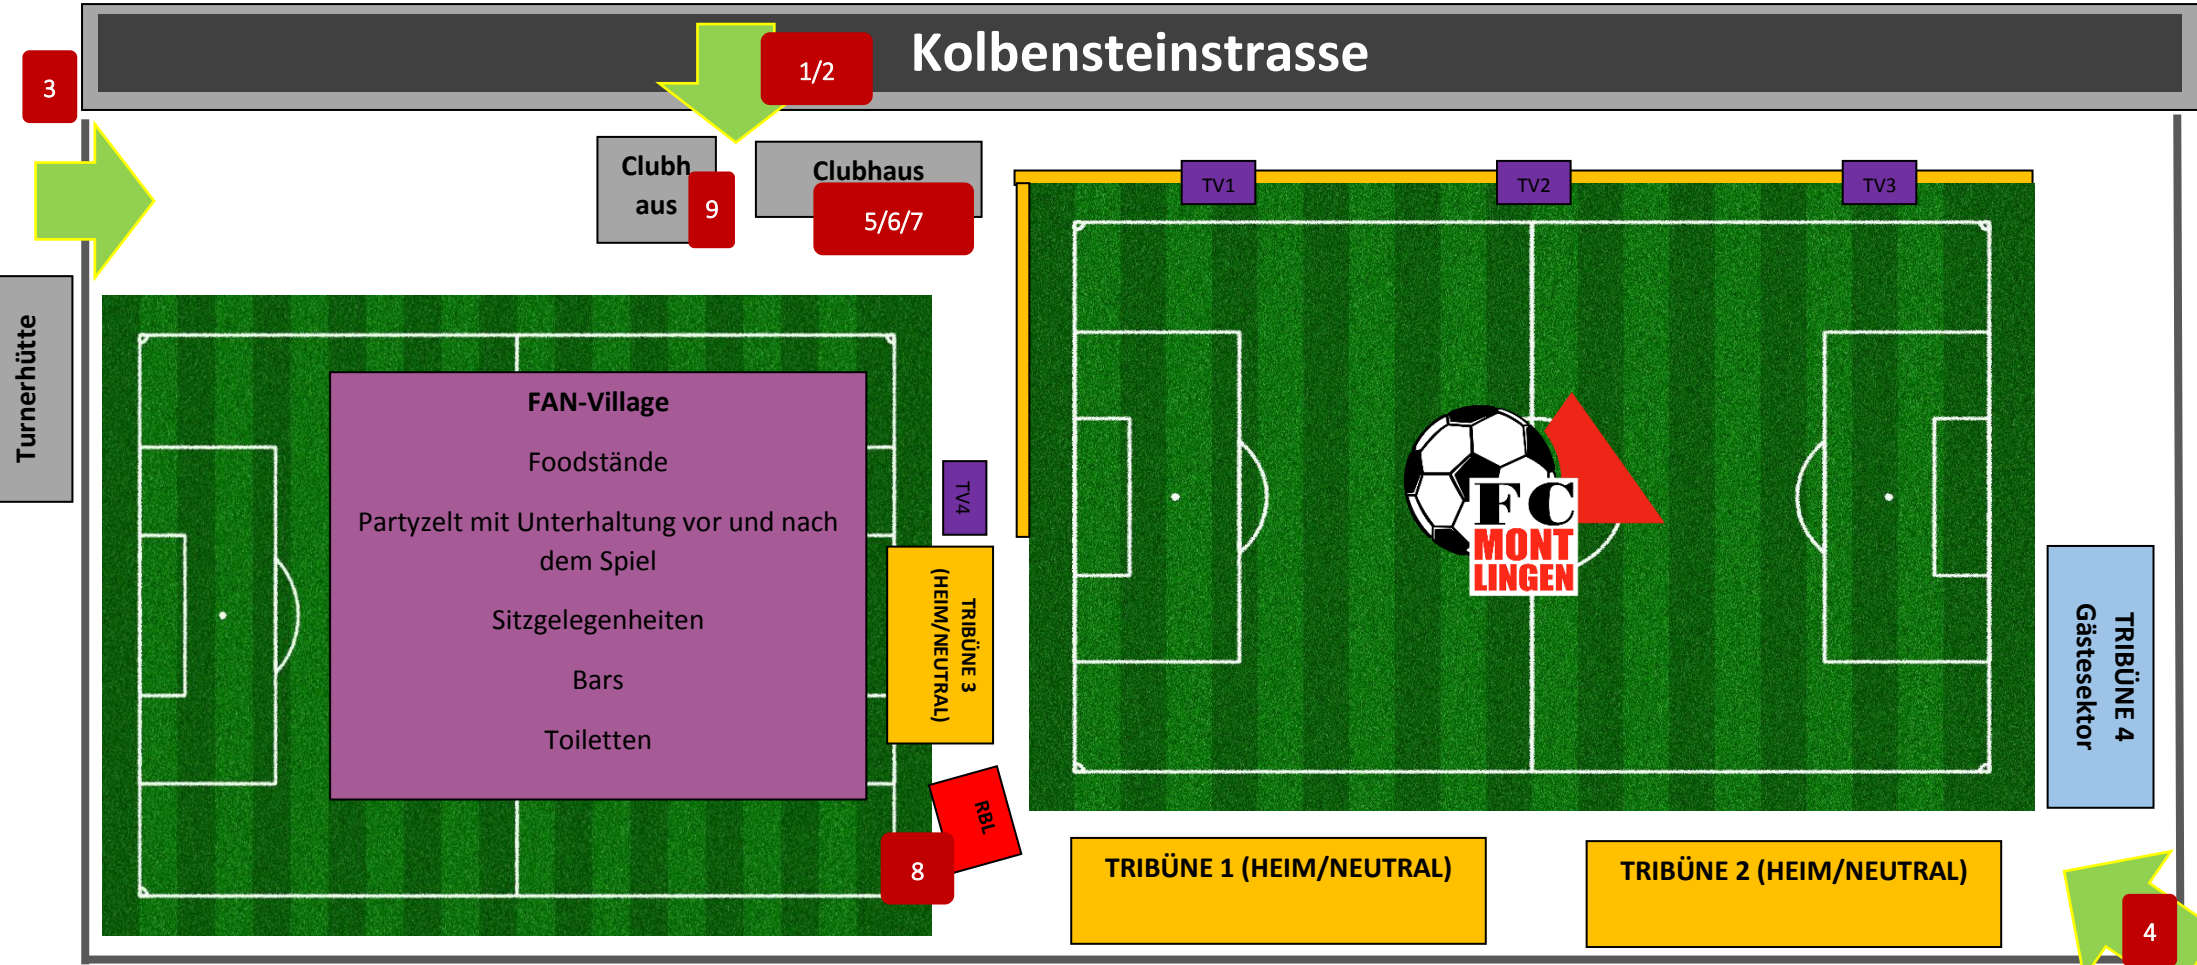 Kolbensteinstrasse
1/2
3
Clubh
aus
9
Clubhaus
5/6/7
TV1
TV2
TV3
Turnerhütte
FAN-Village
Foodstände
Partyzelt mit Unterhaltung vor und nach
dem Spiel
Sitzgelegenheiten
Bars
Toiletten
TV4
TRIBÜNE 3
(HEIM/NEUTRAL)
RBL
8
FC
MONT
LINGEN
TRIBÜNE 4
Gästesektor
TRIBÜNE 1 (HEIM/NEUTRAL)
TRIBÜNE 2 (HEIM/NEUTRAL)
4